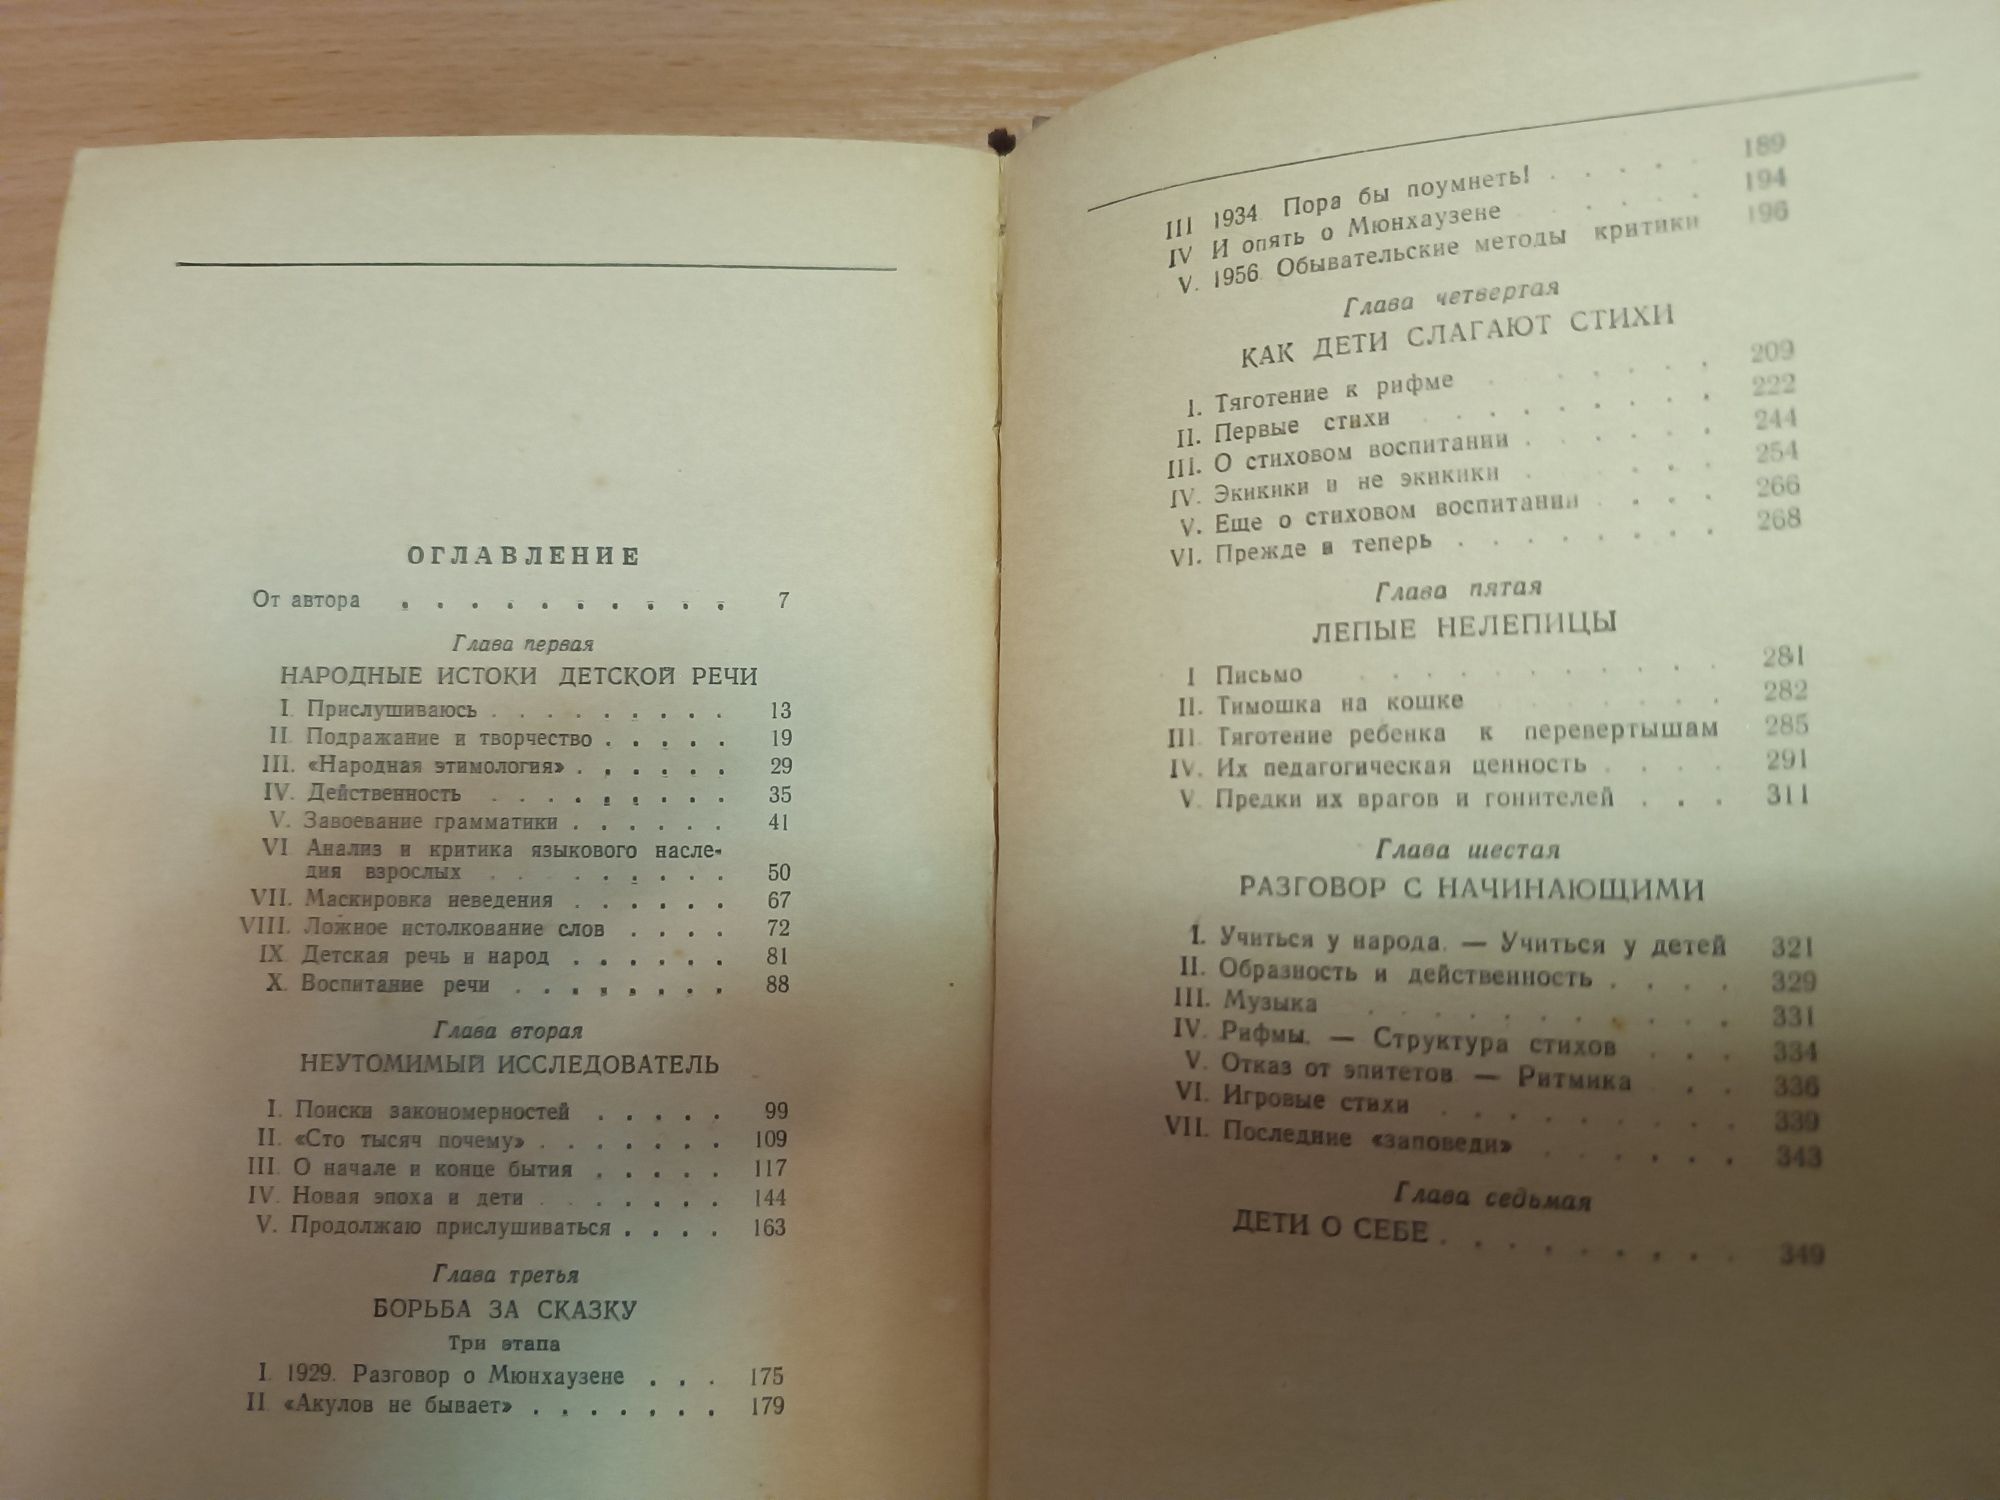 ОГЛАВЛЕНИЕ
От автора . . . . . . . . . . 7
Глава первая
НАРОДНЫЕ ИСТОКИ ДЕТСКОЙ РЕЧИ
I. Прислушиваюсь . . . . . . . . . 13
II. Подражание и творчество . . . . . 19
III. «Народная этимология» . . . . . . 29
IV. Действенность . . . . . . . . . 35
V. Завоевание грамматики . . . . . . 41
VI. Анализ и критика языкового насле-
дия взрослых . . . . . . . . . 50
VII. Маскировка неведения . . . . . . 67
VIII. Ложное истолкование слов . . . . 72
IX. Детская речь и народ . . . . . . 81
X. Воспитание речи . . . . . . . . 88
Глава вторая
НЕУТОМИМЫЙ ИССЛЕДОВАТЕЛЬ
I. Поиски закономерностей . . . . . 99
II. «Сто тысяч почему» . . . . . . . 109
III. О начале и конце бытия . . . . . 117
IV. Новая эпоха и дети . . . . . . . 144
V. Продолжаю прислушиваться . . . . 163
Глава третья
БОРЬБА ЗА СКАЗКУ
Три этапа
I. 1929. Разговор о Мюнхаузене . . . 175
II. «Акулов не бывает» . . . . . . . 179
III 1934. Пора бы поумнеть! . . . . . 189
IV И опять о Мюнхаузене . . . . . . 194
V. 1956. Обывательские методы критики 196
Глава четвертая
КАК ДЕТИ СЛАГАЮТ СТИХИ
I. Тяготение к рифме . . . . . . . 209
II. Первые стихи . . . . . . . . . 222
III. О стиховом воспитании . . . . . . 244
IV. Экикики и не экикики . . . . . . 254
V. Еще о стиховом воспитании . . . . 266
VI. Прежде и теперь . . . . . . . . 268
Глава пятая
ЛЕПЫЕ НЕЛЕПИЦЫ
I Письмо . . . . . . . . . . 281
II. Тимошка на кошке . . . . . . . 282
III. Тяготение ребенка к перевертышам 285
IV. Их педагогическая ценность . . . . 291
V. Предки их врагов и гонителей . . . 311
Глава шестая
РАЗГОВОР С НАЧИНАЮЩИМИ
I. Учиться у народа. — Учиться у детей 321
II. Образность и действенность . . . . 329
III. Музыка . . . . . . . . . . 331
IV. Рифмы. — Структура стихов . . . 334
V. Отказ от эпитетов. — Ритмика . . . 336
VI. Игровые стихи . . . . . . . . . 339
VII. Последние «заповеди» . . . . . . 343
Глава седьмая
ДЕТИ О СЕБЕ . . . . . . . . . 349